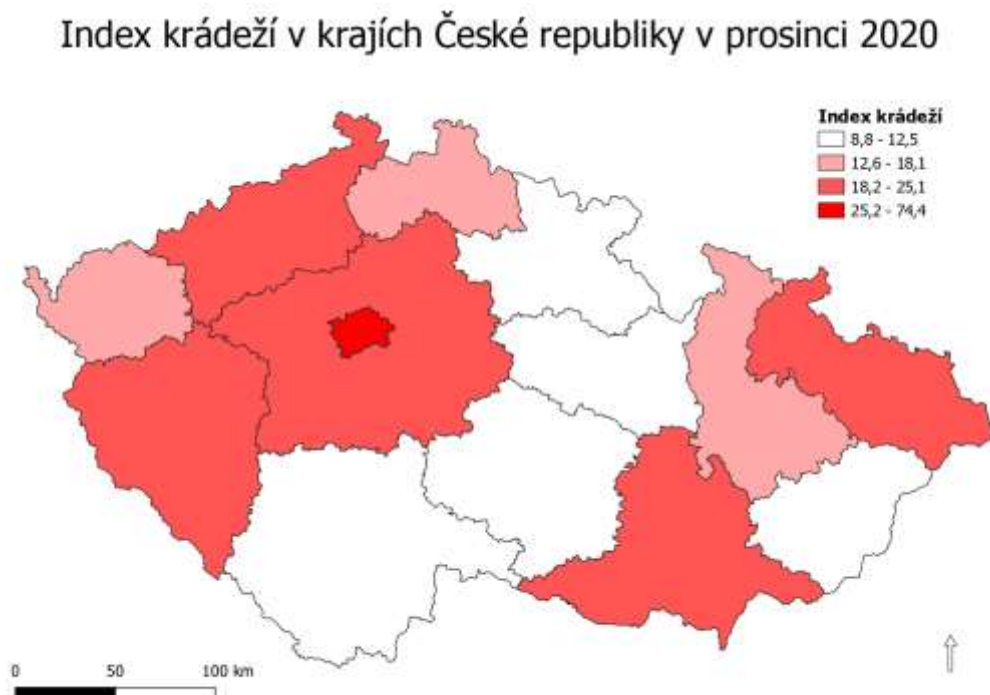 Index krádeží v krajích České republiky v prosinci 2020
Index krádeží
8,8 - 12,5
12,6 - 18,1
18,2 - 25,1
25,2 - 74,4
0 50 100 km